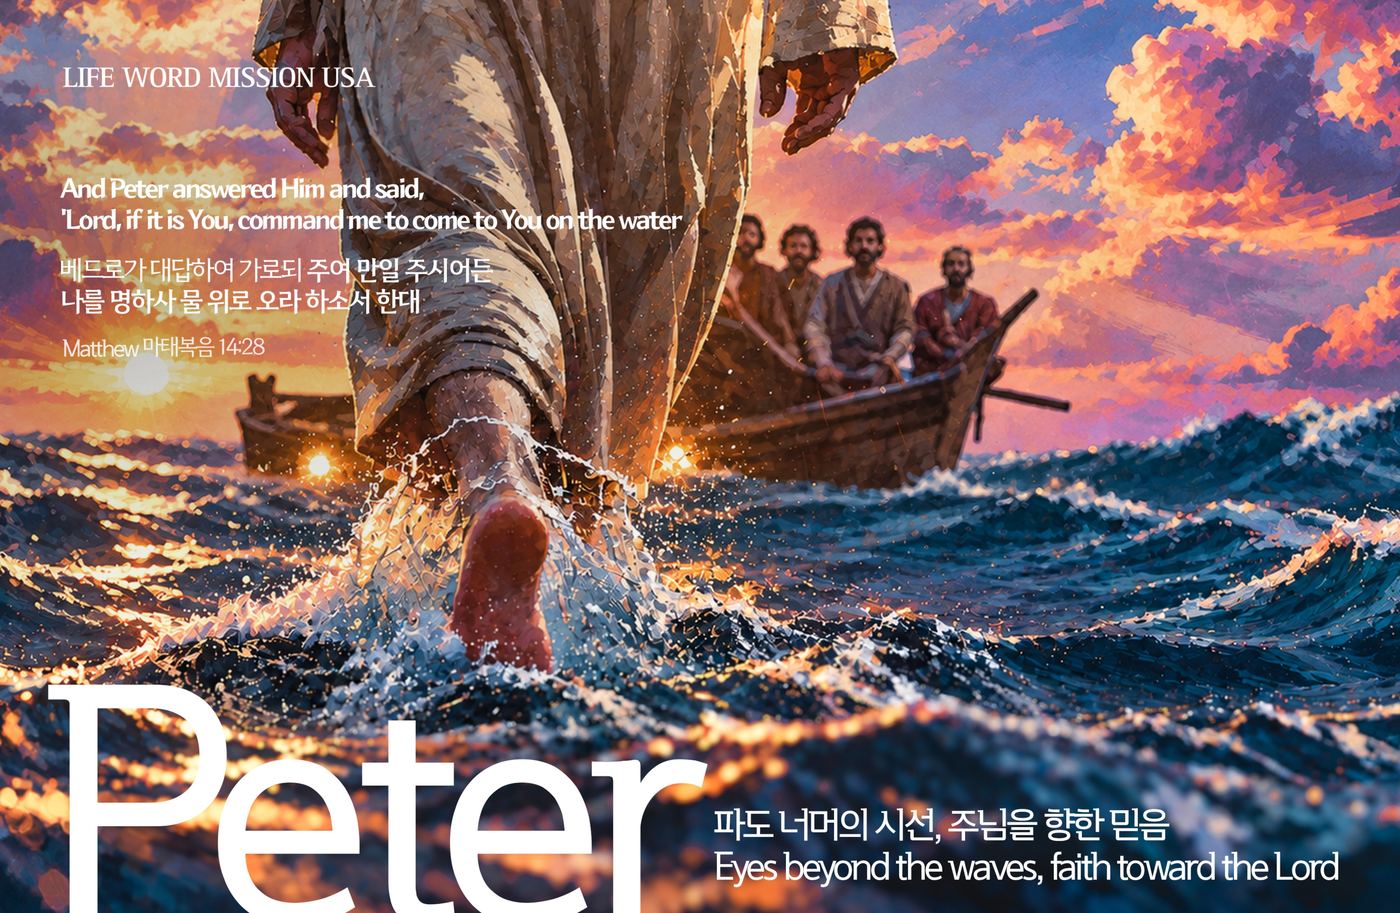 LIFE WORD MISSION USA
And Peter answered Him and said,
'Lord, if it is You, command me to come to You on the water
베드로가 대답하여 가로되 주여 만일 주시어든
나를 명하사 물 위로 오라 하소서 한대
Matthew 마태복음 14:28
Peter
파도 너머의 시선, 주님을 향한 믿음
Eyes beyond the waves, faith toward the Lord